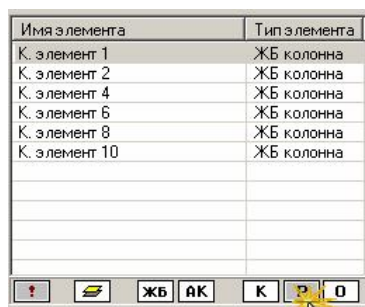 Имя элемента Тип элемента
К. элемент 1 ЖБ колонна
К. элемент 2 ЖБ колонна
К. элемент 4 ЖБ колонна
К. элемент 6 ЖБ колонна
К. элемент 8 ЖБ колонна
К. элемент 10 ЖБ колонна
! ЖБ АК К Р О